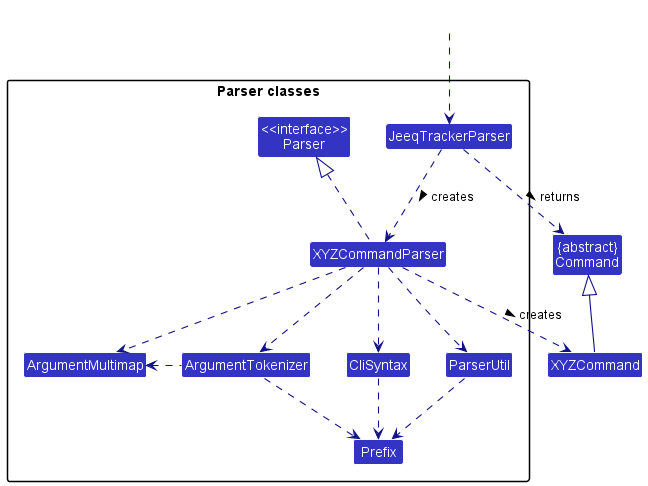 Parser classes
<<interface>>
Parser
JeeqTrackerParser
creates
returns
XYZCommandParser
{abstract}
Command
creates
ArgumentMultimap
ArgumentTokenizer
CliSyntax
ParserUtil
XYZCommand
Prefix